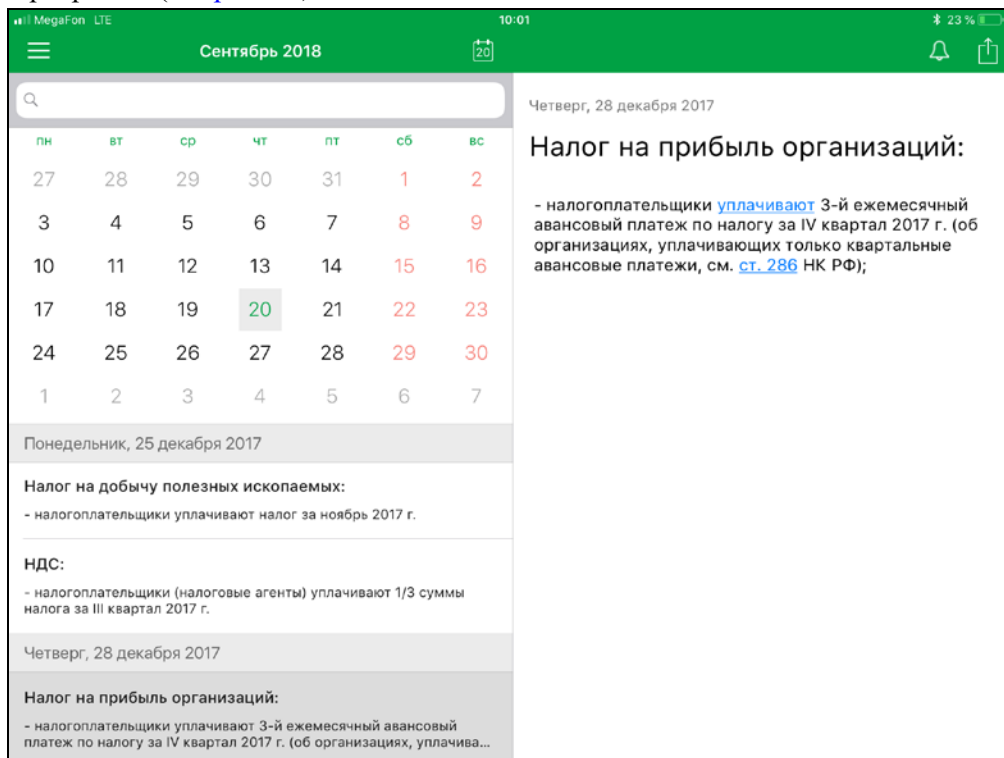 MegaFon LTE 10:01 23 %
Сентябрь 2018 20
пн вт ср чт пт сб вс
27 28 29 30 31 1 2
3 4 5 6 7 8 9
10 11 12 13 14 15 16
17 18 19 20 21 22 23
24 25 26 27 28 29 30
1 2 3 4 5 6 7
Понедельник, 25 декабря 2017
Налог на добычу полезных ископаемых:
- налогоплательщики уплачивают налог за ноябрь 2017 г.
НДС:
- налогоплательщики (налоговые агенты) уплачивают 1/3 суммы
налога за III квартал 2017 г.
Четверг, 28 декабря 2017
Налог на прибыль организаций:
- налогоплательщики уплачивают 3-й ежемесячный авансовый
платеж по налогу за IV квартал 2017 г. (об организациях, уплачива...
Четверг, 28 декабря 2017
Налог на прибыль организаций:
- налогоплательщики уплачивают 3-й ежемесячный
авансовый платеж по налогу за IV квартал 2017 г. (об
организациях, уплачивающих только квартальные
авансовые платежи, см. ст. 286 НК РФ);